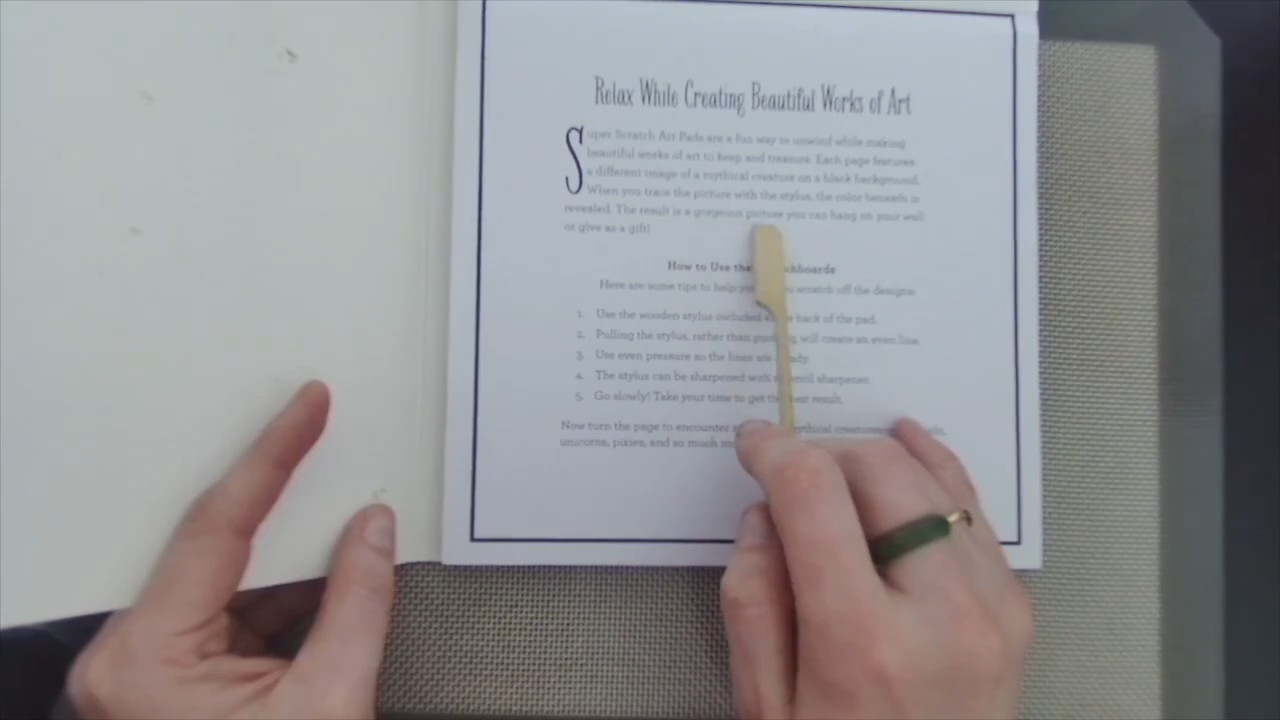 Relax While Creating Beautiful Works of Art
Super Scratch Art Pads are a fun way to unwind while making
beautiful works of art to keep and treasure. Each page features
a different image of a mythical creature on a black background.
When you trace the picture with the stylus, the color beneath is
revealed. The result is a gorgeous picture you can hang on your wall
or give as a gift!
How to Use the
Here are some tips to help you scratch off the designs:
1. Use the wooden stylus included back of the pad.
2. Pulling the stylus, rather than will create an even line.
3. Use even pressure so the lines are
4. The stylus can be sharpened with pencil sharpener.
5. Go slowly! Take your time to get the best result.
Now turn the page to encounter mythical creatures
unicorns, pixies, and so much